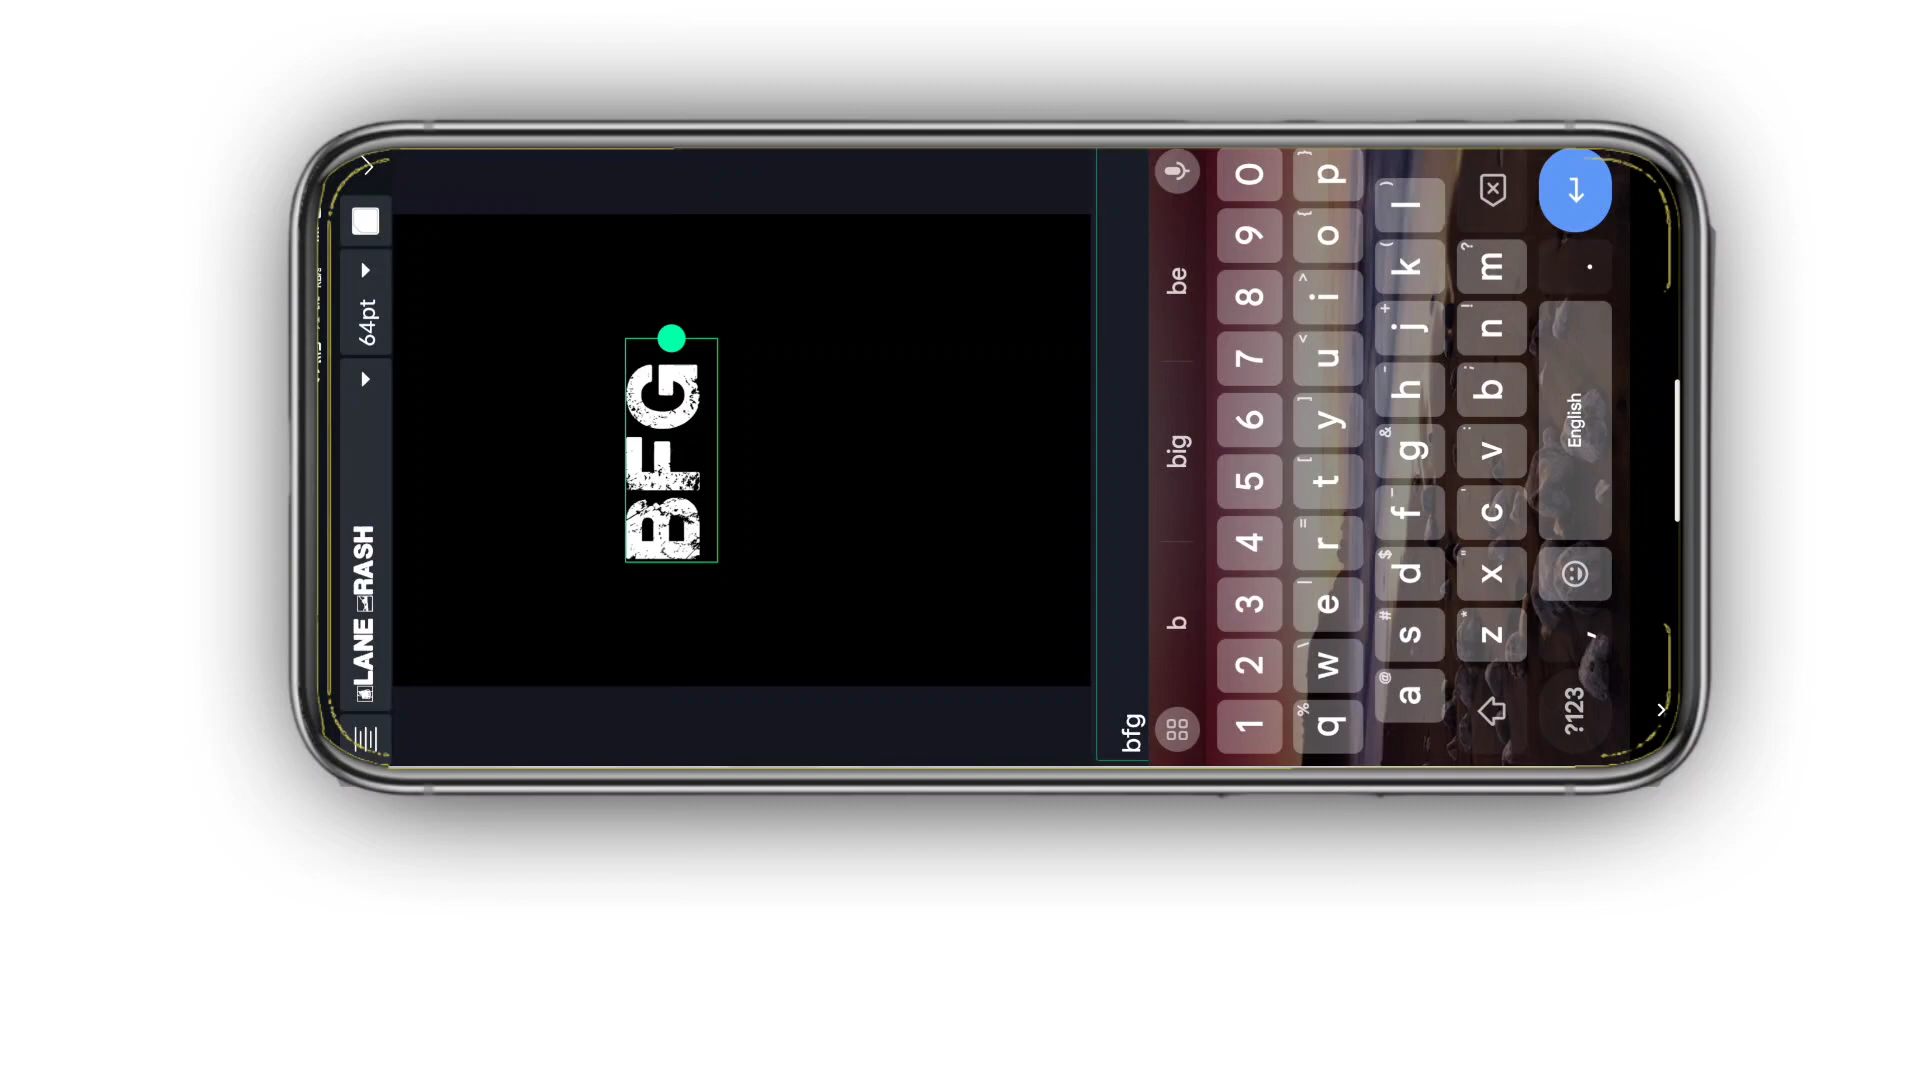 LANE RASH
64pt
BFG
bfg
b big be
1 2 3 4 5 6 7 8 9 0
% \ | = [ ] < > { }
q w e r t y u i o p
@ # $ & - + ( )
a s d f g h j k l
* " ' : ; ! ?
z x c v b n m
?123 , English .